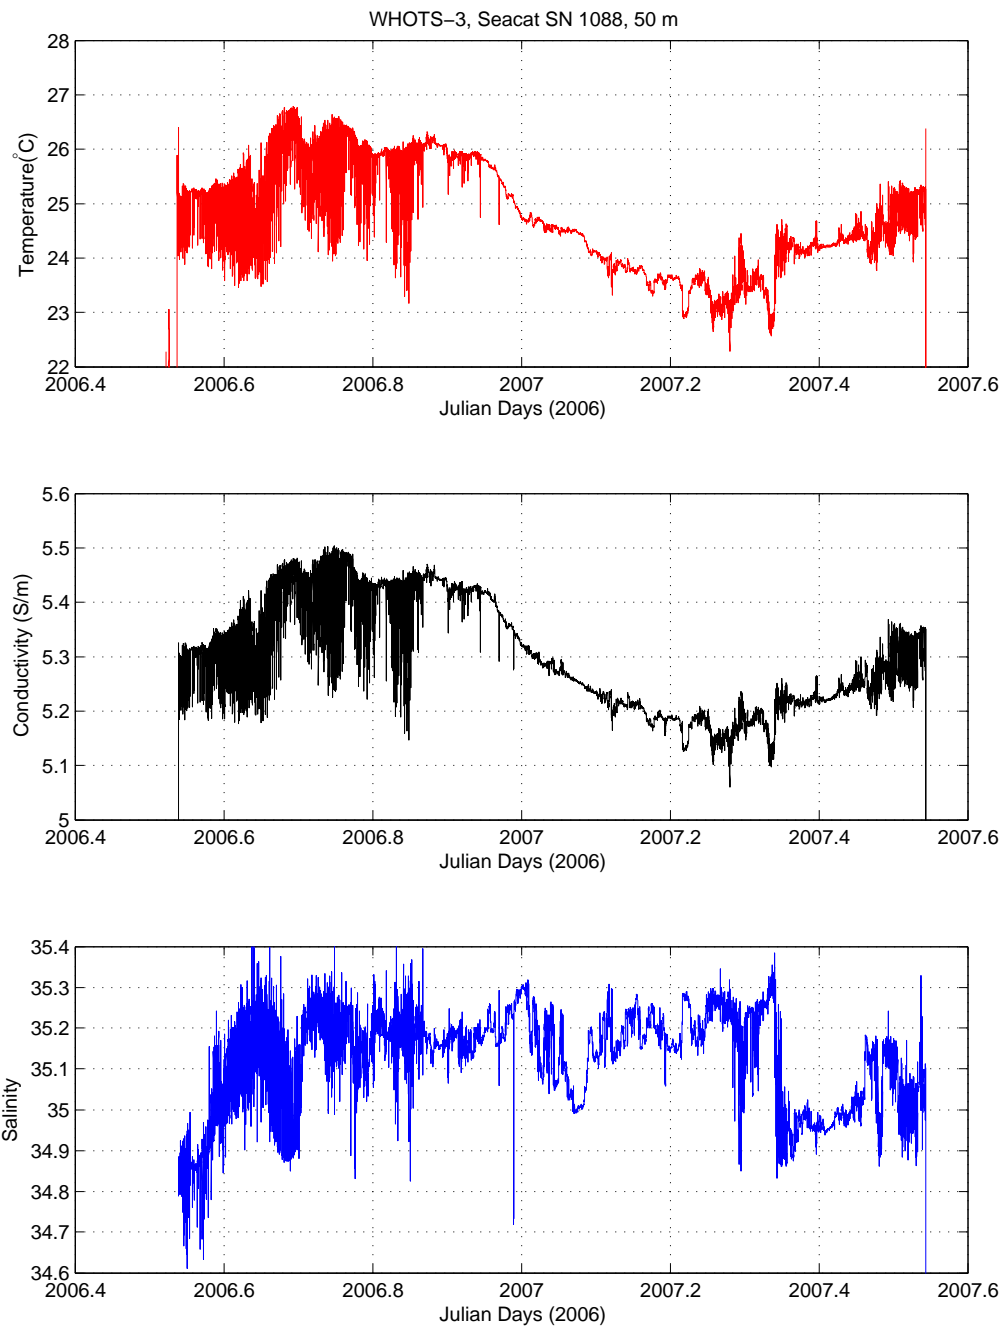 WHOTS−3, Seacat SN 1088, 50 m
28
27
26
25
24
23
22
Temperature(°C)
2006.4 2006.6 2006.8 2007 2007.2 2007.4 2007.6
Julian Days (2006)
5.6
5.5
5.4
5.3
5.2
5.1
5
Conductivity (S/m)
2006.4 2006.6 2006.8 2007 2007.2 2007.4 2007.6
Julian Days (2006)
35.4
35.3
35.2
35.1
35
34.9
34.8
34.7
34.6
Salinity
2006.4 2006.6 2006.8 2007 2007.2 2007.4 2007.6
Julian Days (2006)